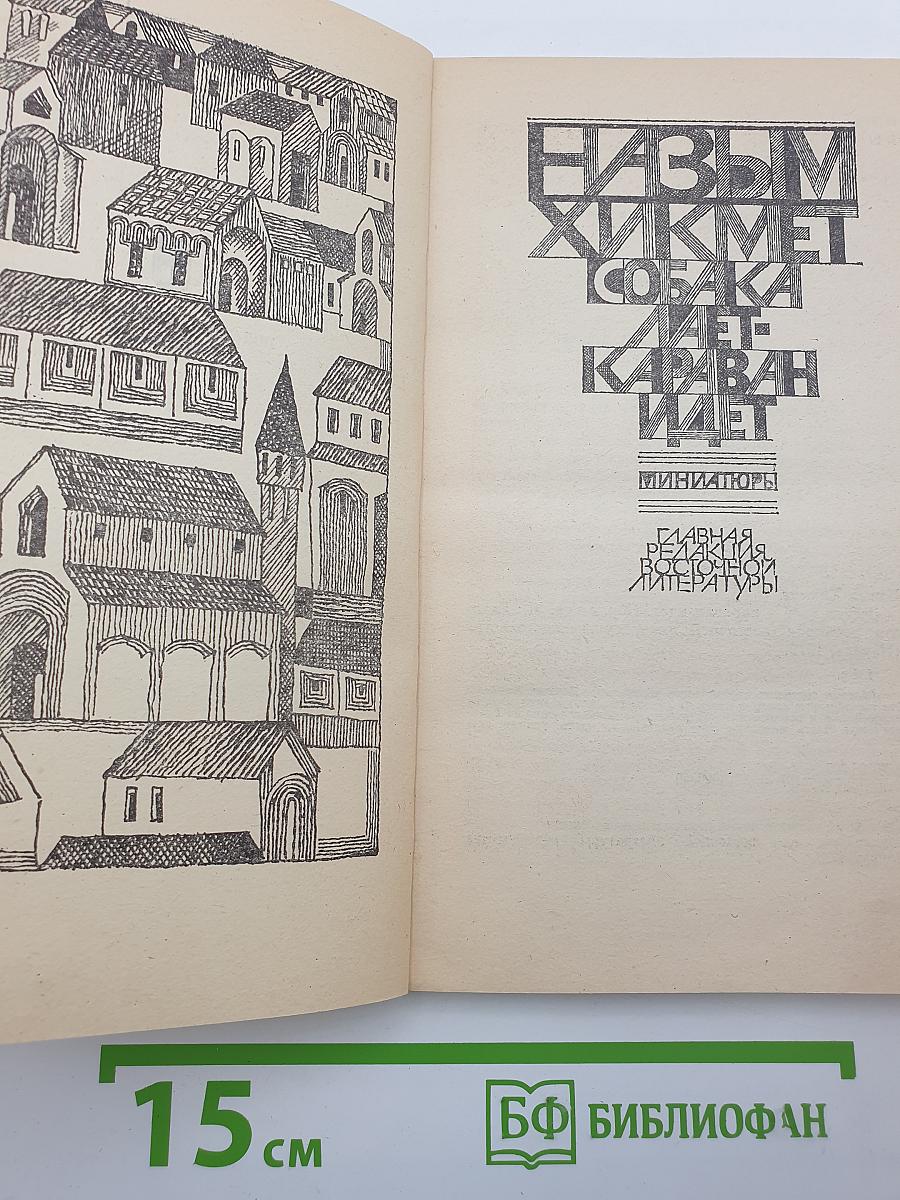 НАЗЫМ
ХИКМЕТ
СОБАКА
ЛАЕТ-
КАРАВАН
ИДЕТ
МИНИАТЮРЫ
ГЛАВНАЯ
РЕДАКЦИЯ
ВОСТОЧНОЙ
ЛИТЕРАТУРЫ
15 см
БФ БИБЛИОФАН